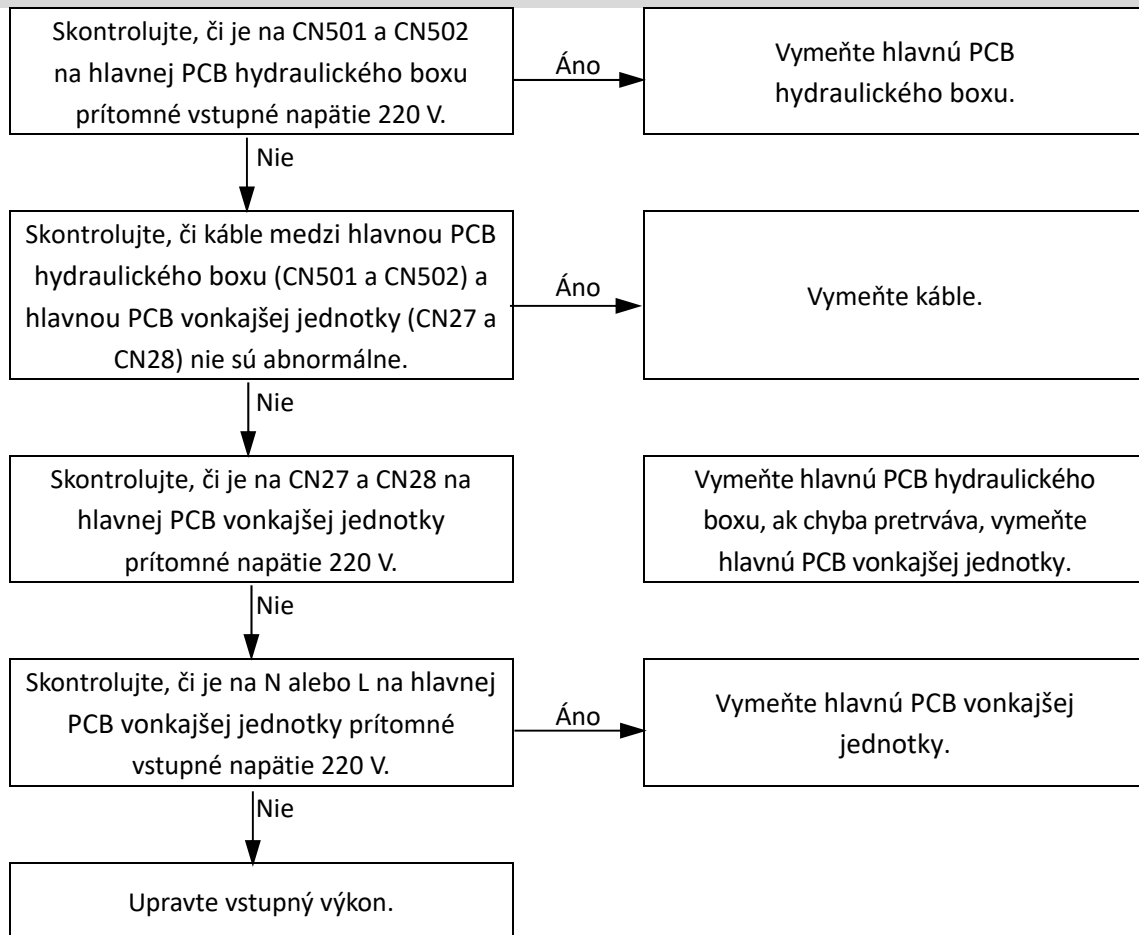 Skontrolujte, či je na CN501 a CN502
na hlavnej PCB hydraulického boxu
prítomné vstupné napätie 220 V.
Áno
Vymeňte hlavnú PCB
hydraulického boxu.
Nie
Skontrolujte, či káble medzi hlavnou PCB
hydraulického boxu (CN501 a CN502) a
hlavnou PCB vonkajšej jednotky (CN27 a
CN28) nie sú abnormálne.
Áno
Vymeňte káble.
Nie
Skontrolujte, či je na CN27 a CN28 na
hlavnej PCB vonkajšej jednotky
prítomné napätie 220 V.
Vymeňte hlavnú PCB hydraulického
boxu, ak chyba pretrváva, vymeňte
hlavnú PCB vonkajšej jednotky.
Nie
Skontrolujte, či je na N alebo L na hlavnej
PCB vonkajšej jednotky prítomné
vstupné napätie 220 V.
Áno
Vymeňte hlavnú PCB vonkajšej
jednotky.
Nie
Upravte vstupný výkon.